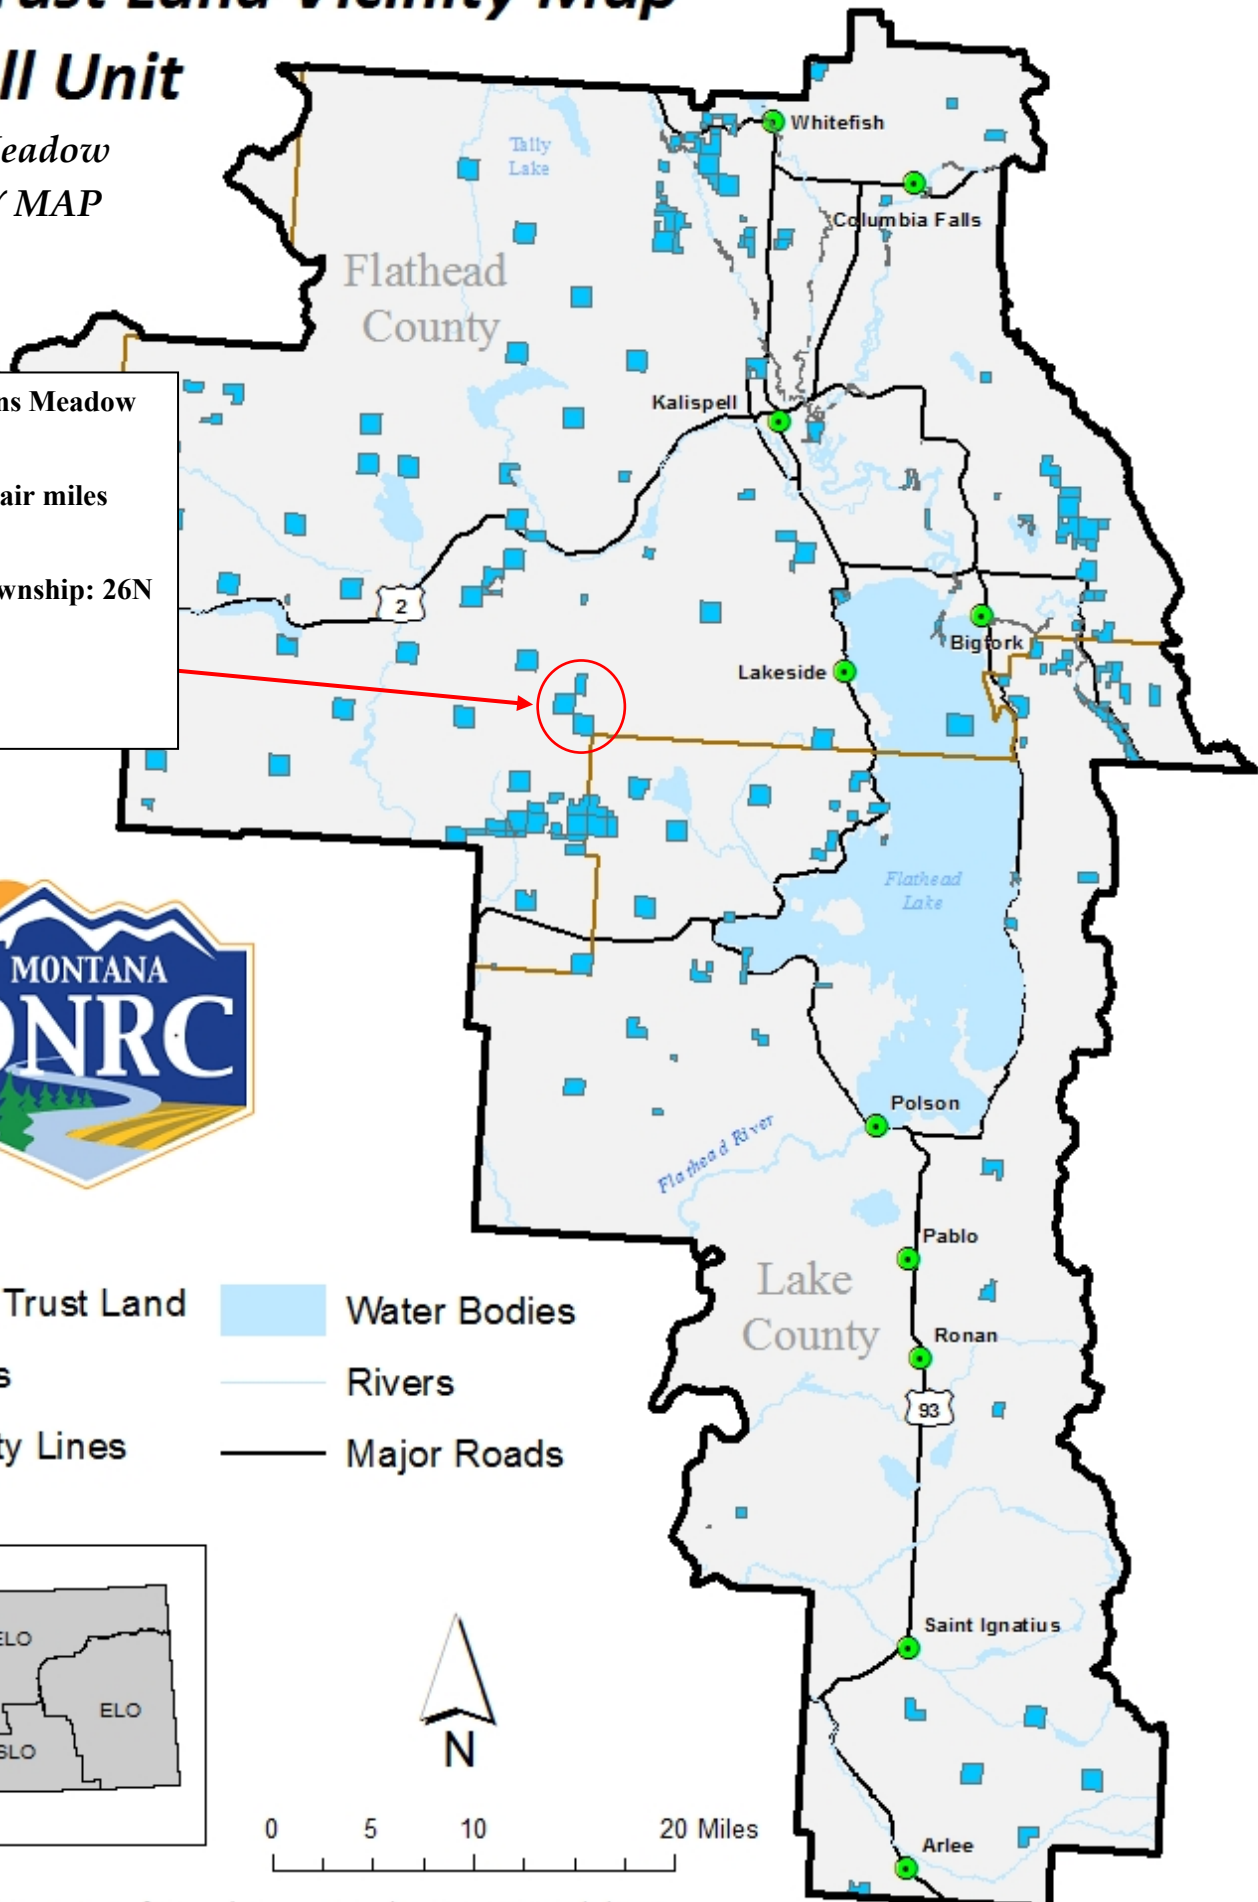 ll Unit
MAP
Whitefish
Tally
Lake
Columbia Falls
Flathead
County
ns Meadow
Kalispell
air miles
wnship: 26N
2
Bigfork
Lakeside
Flathead
Lake
MONTANA
DNRC
Polson
Flathead River
Pablo
Trust Land
Water Bodies
Lake
County
Ronan
s
Rivers
93
ty Lines
Major Roads
Saint Ignatius
ELO
ELO
SLO
N
0 5 10 20 Miles
Arlee